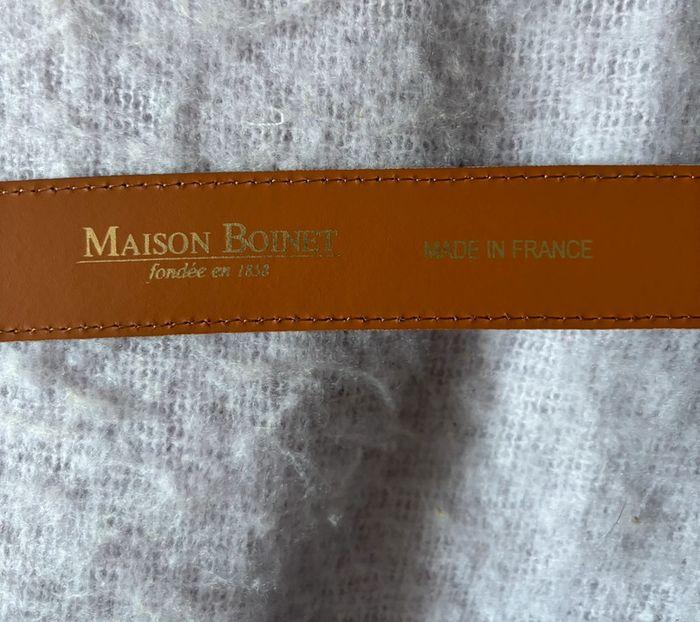 MAISON BOINET
fondée en 1858
MADE IN FRANCE